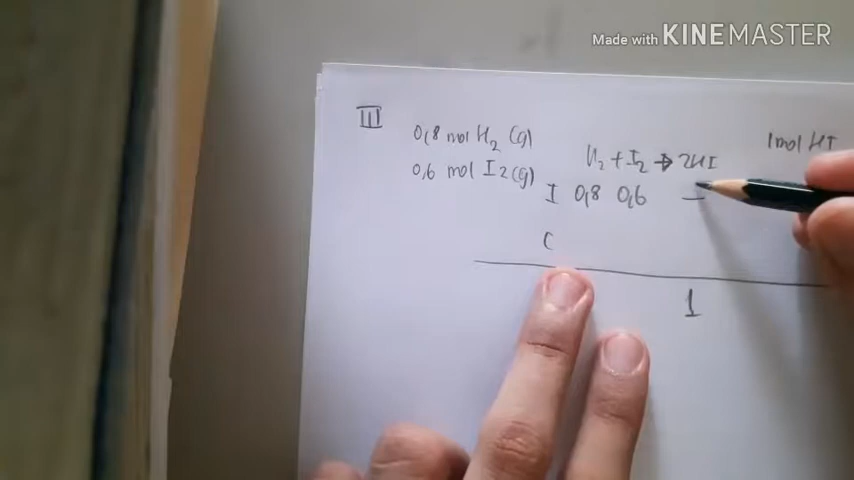 Made with KINEMASTER
III
0,8 mol H2 (g)
0,6 mol I2(g)
H2 + I2 → 2HI
1mol HI
I 0,8 0,6 —
C
1